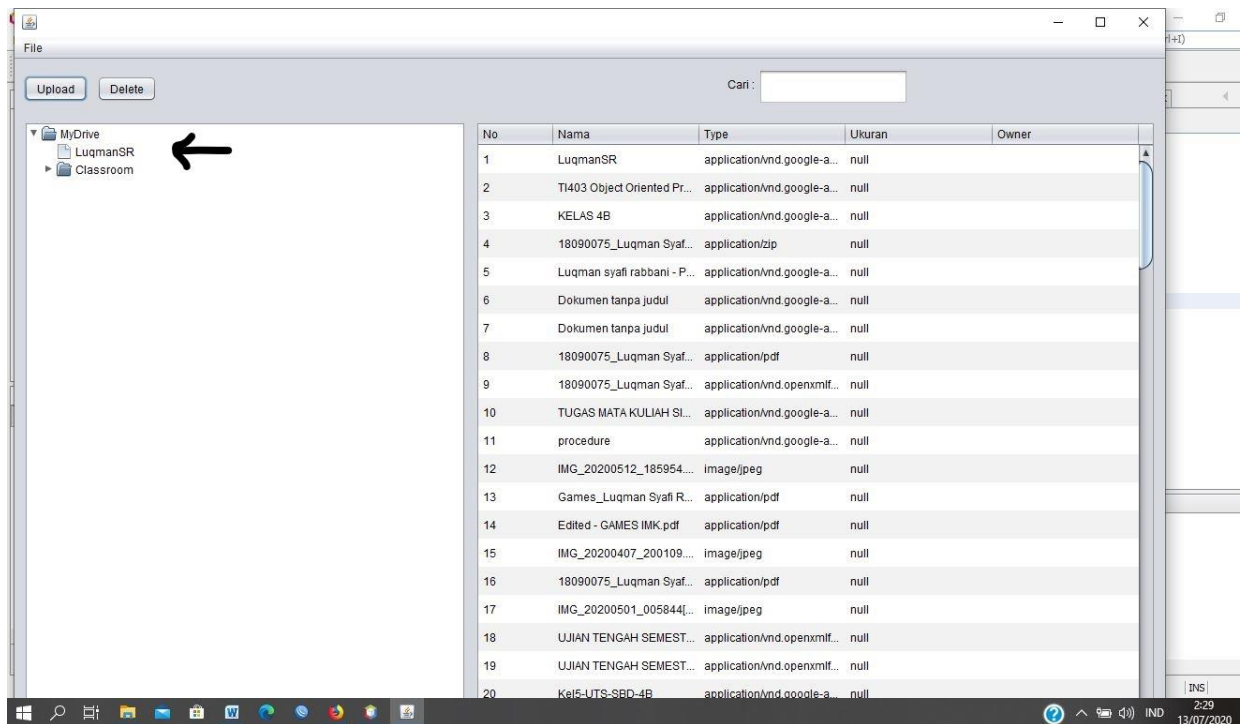 File
rl+I)
Upload Delete Cari :
MyDrive
LuqmanSR
Classroom
No Nama Type Ukuran Owner
1 LuqmanSR application/vnd.google-a... null
2 TI403 Object Oriented Pr... application/vnd.google-a... null
3 KELAS 4B application/vnd.google-a... null
4 18090075_Luqman Syaf... application/zip null
5 Luqman syafi rabbani - P... application/vnd.google-a... null
6 Dokumen tanpa judul application/vnd.google-a... null
7 Dokumen tanpa judul application/vnd.google-a... null
8 18090075_Luqman Syaf... application/pdf null
9 18090075_Luqman Syaf... application/vnd.openxmlf... null
10 TUGAS MATA KULIAH SI... application/vnd.google-a... null
11 procedure application/vnd.google-a... null
12 IMG_20200512_185954.... image/jpeg null
13 Games_Luqman Syafi R... application/pdf null
14 Edited - GAMES IMK.pdf application/pdf null
15 IMG_20200407_200109.... image/jpeg null
16 18090075_Luqman Syaf... application/pdf null
17 IMG_20200501_005844[... image/jpeg null
18 UJIAN TENGAH SEMEST... application/vnd.openxmlf... null
19 UJIAN TENGAH SEMEST... application/vnd.openxmlf... null
20 Kel5-UTS-SBD-4B application/vnd.google-a... null
INS
IND
2:29
13/07/2020